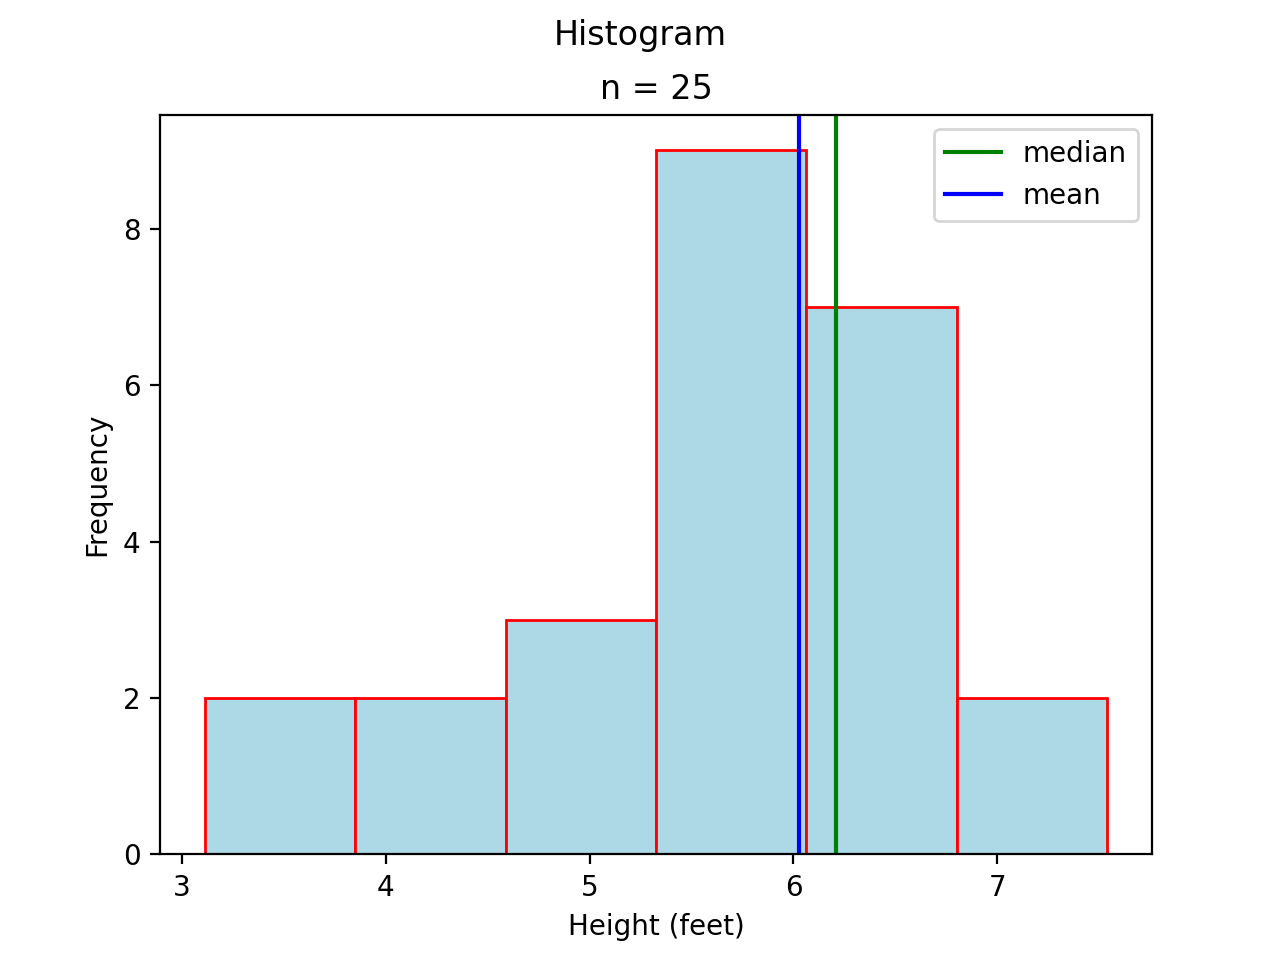 Histogram
n = 25
median
mean
8
6
4
2
0
Frequency
3 4 5 6 7
Height (feet)